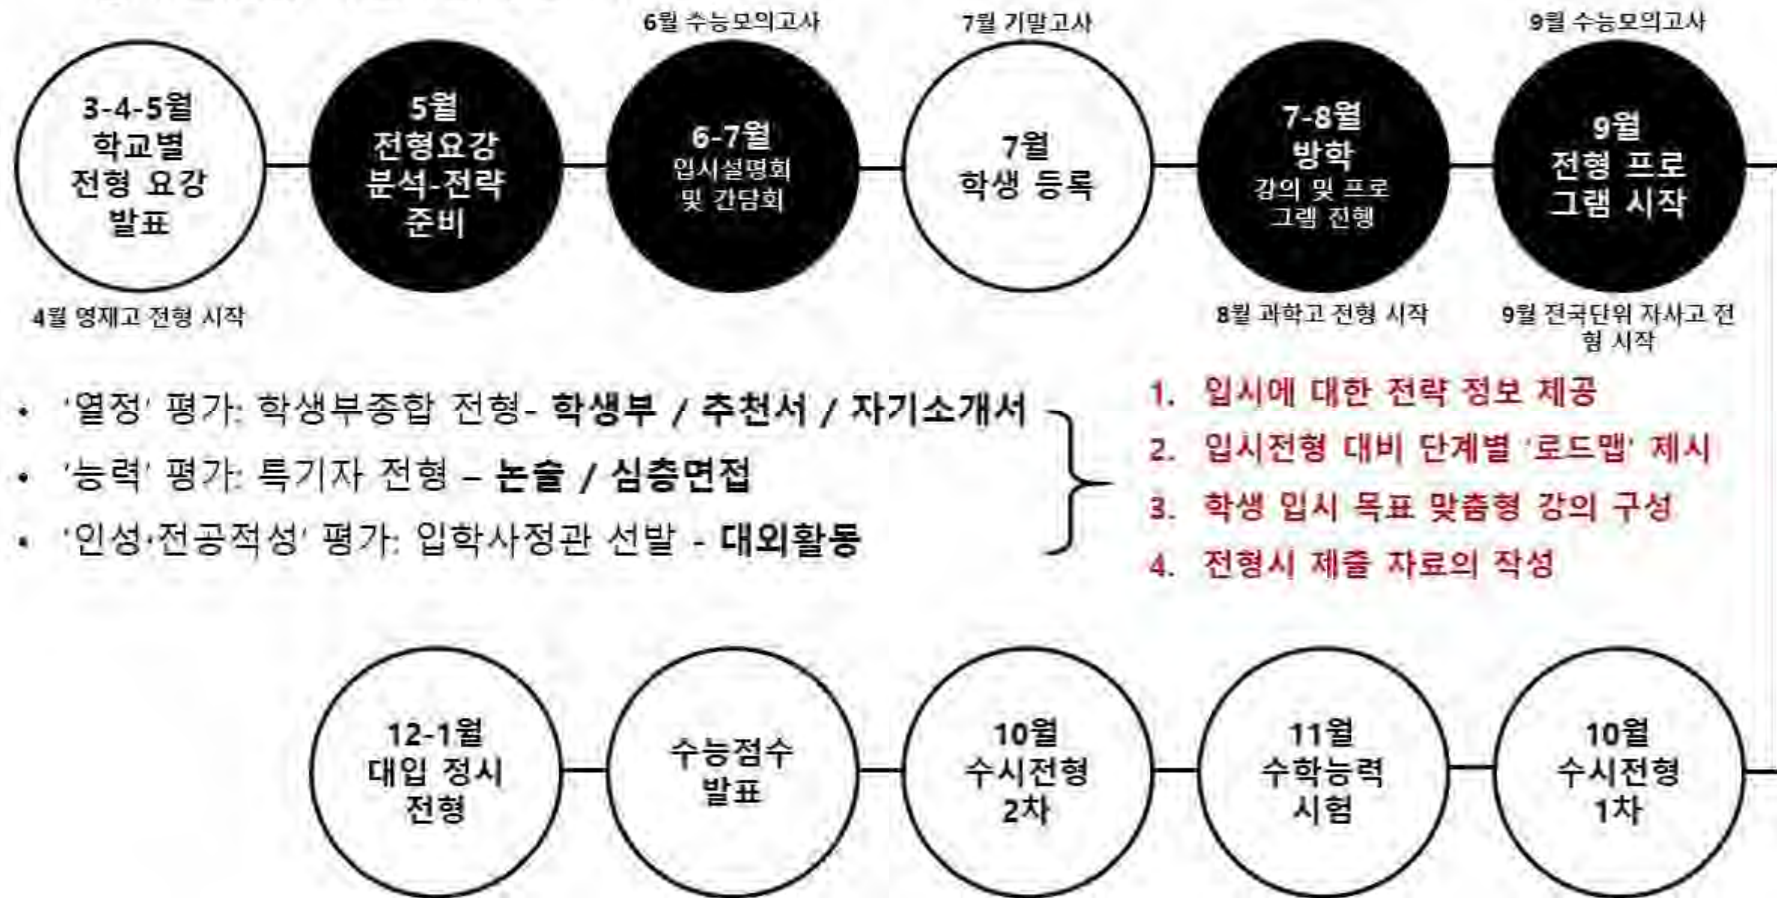 6월 수능모의고사
7월 기말고사
9월 수능모의고사
3-4-5월
학교별
전형 요강
발표
5월
전형요강
분석-전략
준비
6-7월
입시설명회
및 간담회
7월
학생 등록
7-8월
방학
강의 및 프로
그램 진행
9월
전형 프로
그램 시작
4월 영재고 전형 시작
8월 과학고 전형 시작
9월 전국단위 자사고 전
형 시작
• '열정' 평가: 학생부종합 전형- 학생부 / 추천서 / 자기소개서
• '능력' 평가: 특기자 전형 – 논술 / 심층면접
• '인성·전공적성' 평가: 입학사정관 선발 - 대외활동
1. 입시에 대한 전략 정보 제공
2. 입시전형 대비 단계별 '로드맵' 제시
3. 학생 입시 목표 맞춤형 강의 구성
4. 전형시 제출 자료의 작성
12-1월
대입 정시
전형
수능점수
발표
10월
수시전형
2차
11월
수학능력
시험
10월
수시전형
1차